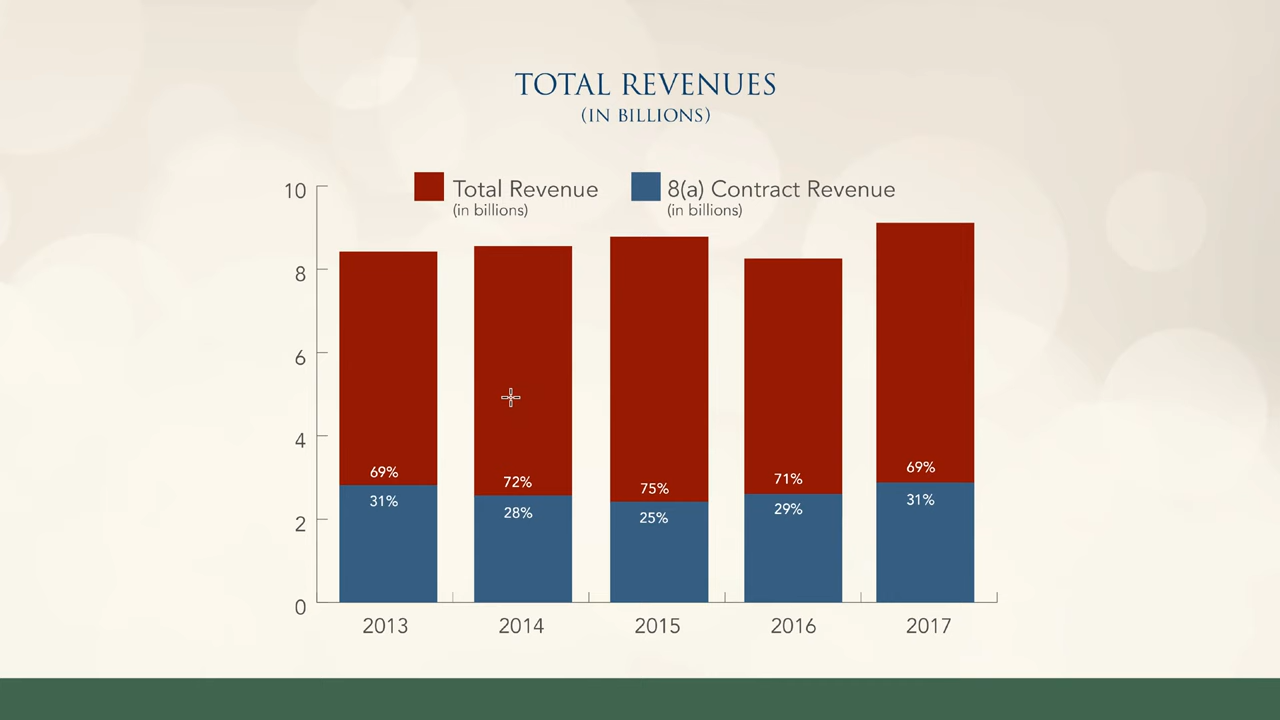 TOTAL REVENUES
(IN BILLIONS)
Total Revenue
(in billions)
8(a) Contract Revenue
(in billions)
10
8
6
4
2
0
69%
31%
72%
28%
75%
25%
71%
29%
69%
31%
2013 2014 2015 2016 2017